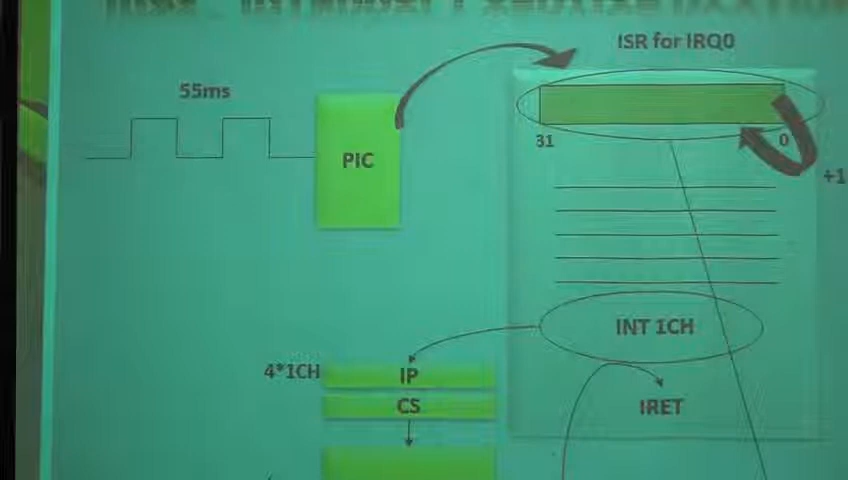 ISR for IRQ0
55ms
PIC
31
0
+1
INT 1CH
4*1CH
IP
CS
IRET